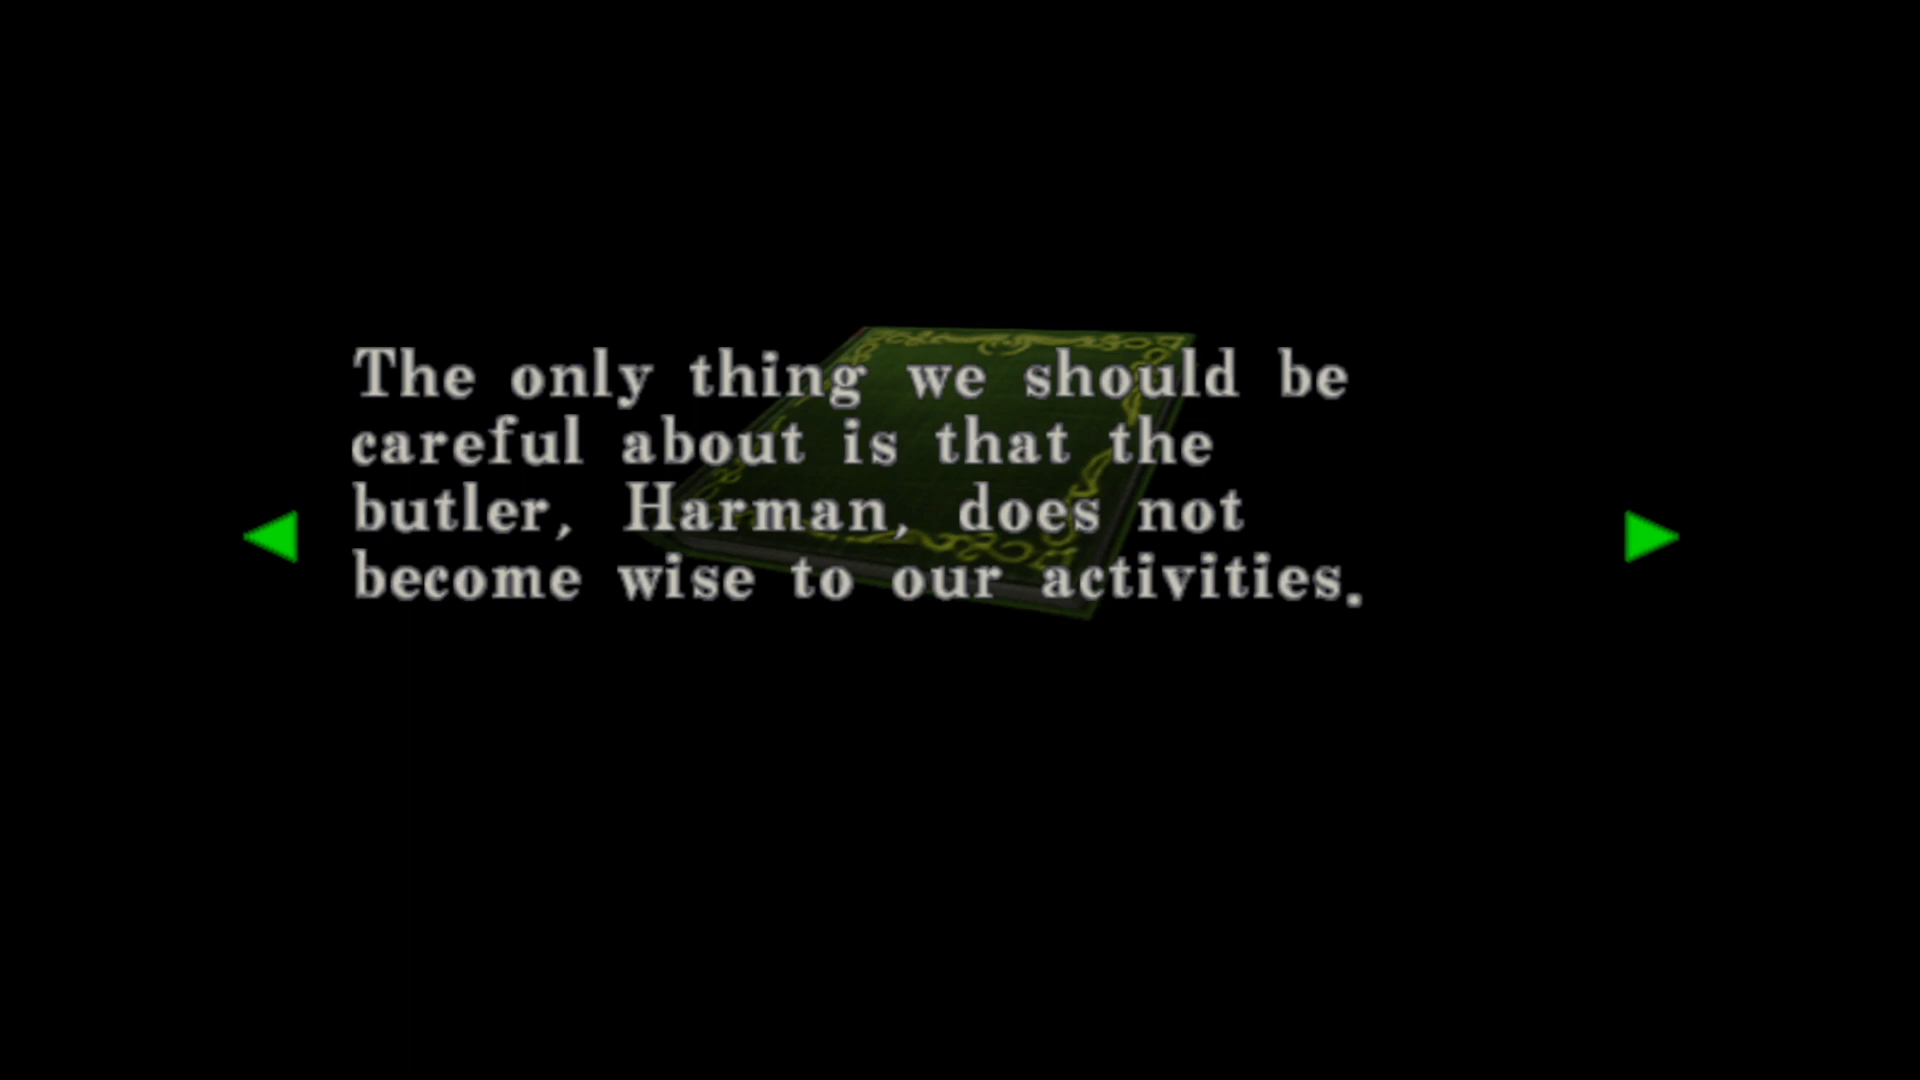 The only thing we should be
careful about is that the
butler, Harman, does not
become wise to our activities.